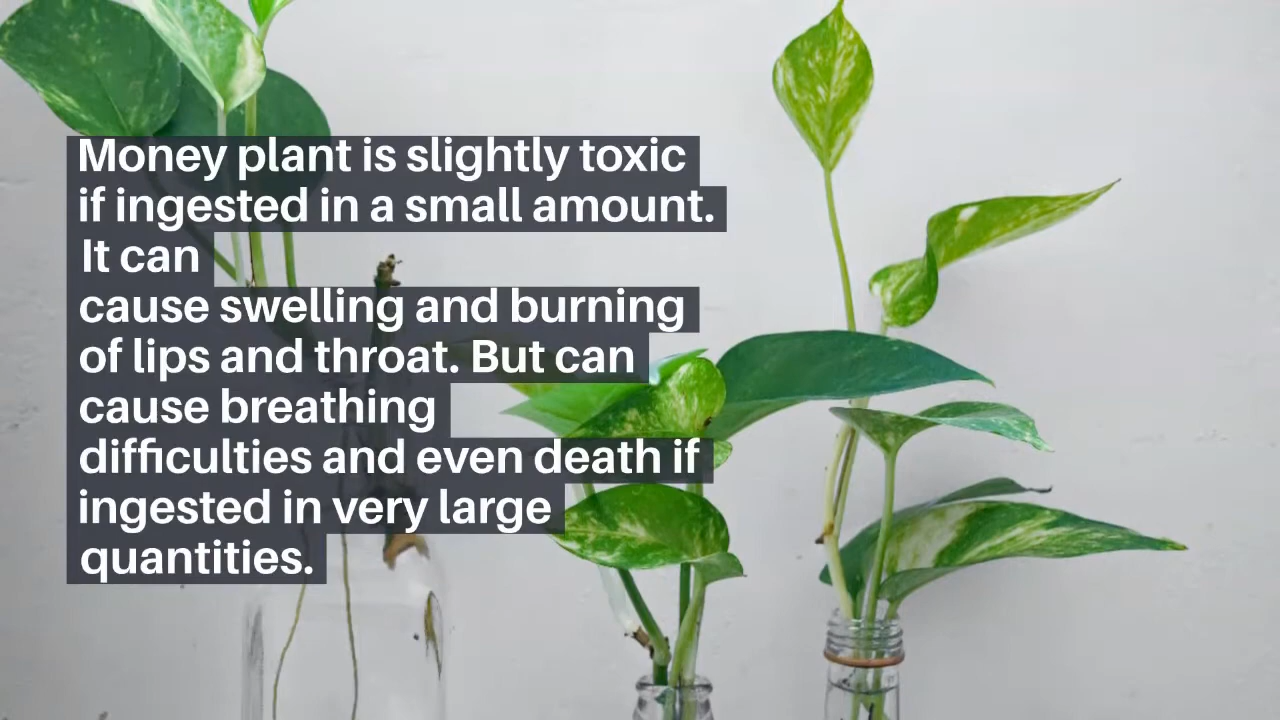 Money plant is slightly toxic
if ingested in a small amount.
It can
cause swelling and burning
of lips and throat. But can
cause breathing
difficulties and even death if
ingested in very large
quantities.